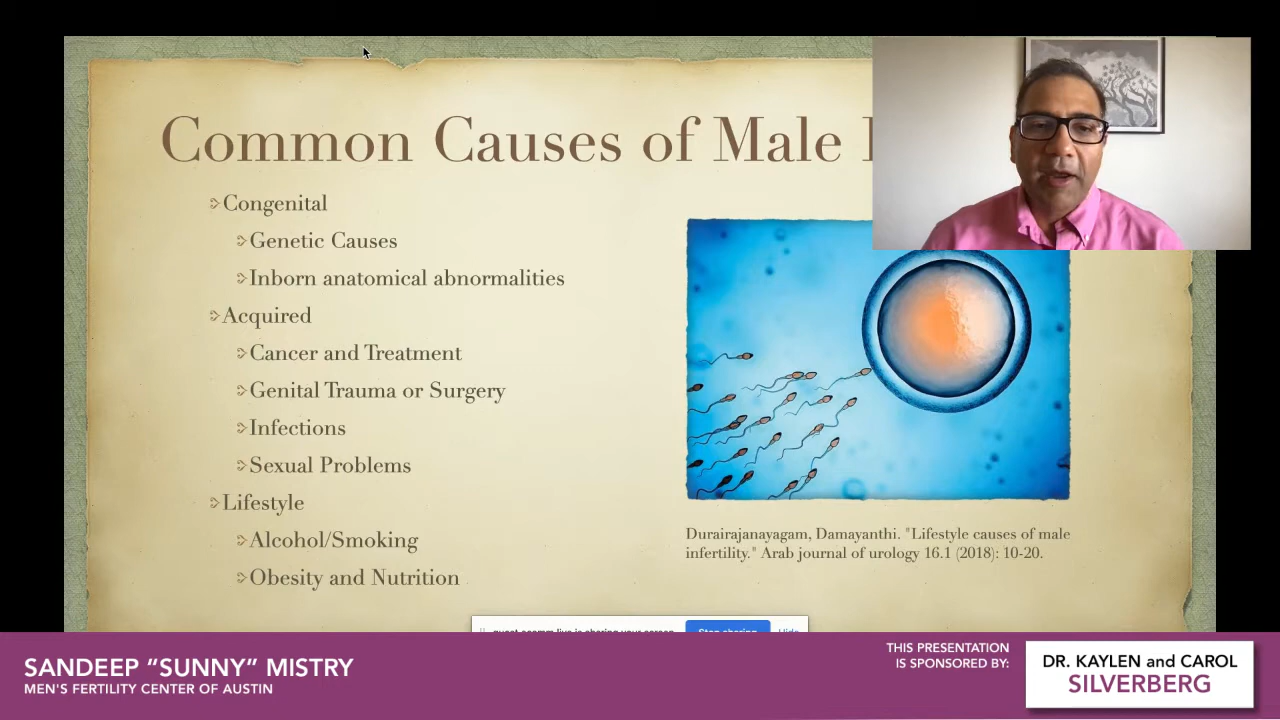 Common Causes of Male
Congenital
Genetic Causes
Inborn anatomical abnormalities
Acquired
Cancer and Treatment
Genital Trauma or Surgery
Infections
Sexual Problems
Lifestyle
Alcohol/Smoking
Obesity and Nutrition
Durairajanayagam, Damayanthi. "Lifestyle causes of male
infertility." Arab journal of urology 16.1 (2018): 10-20.
Stop sharing
Hide
SANDEEP “SUNNY” MISTRY
MEN'S FERTILITY CENTER OF AUSTIN
THIS PRESENTATION
IS SPONSORED BY:
DR. KAYLEN and CAROL
SILVERBERG